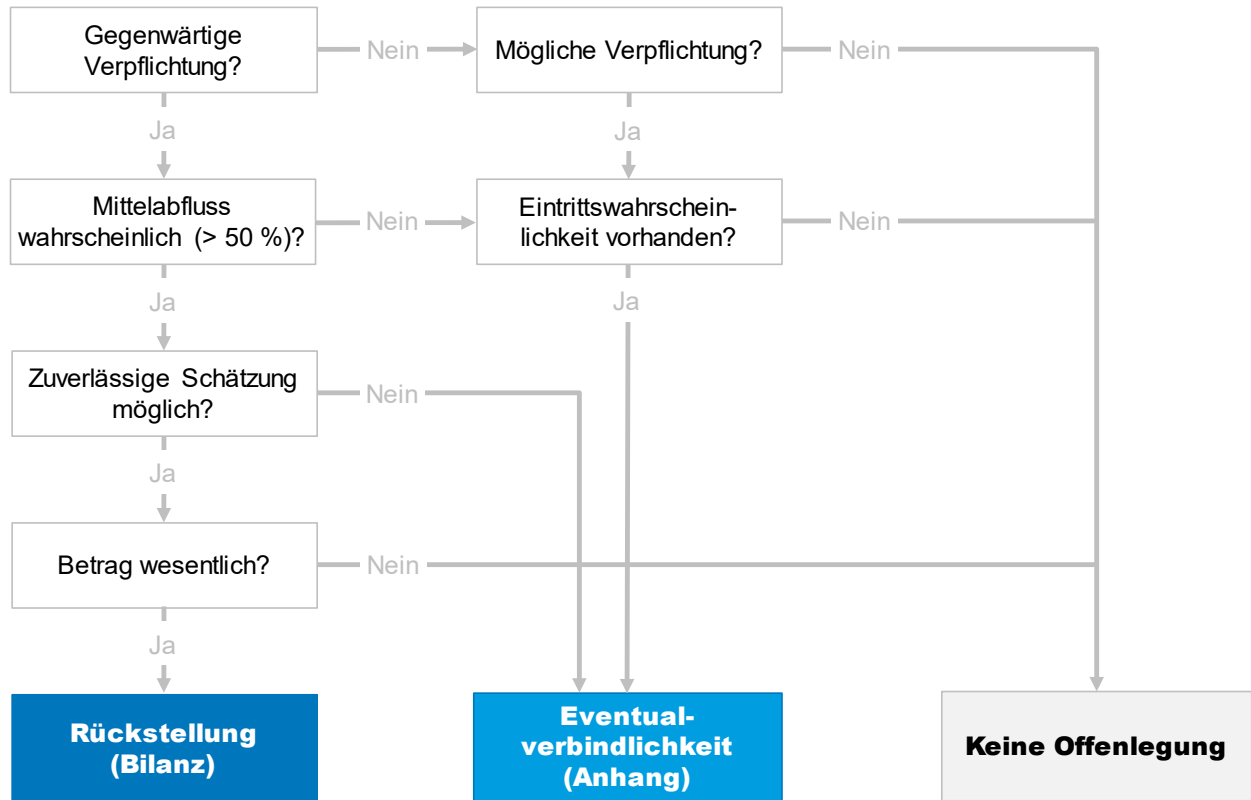 Gegenwärtige
Verpflichtung?
Nein
Mögliche Verpflichtung?
Nein
Ja
Ja
Mittelabfluss
wahrscheinlich (> 50 %)?
Nein
Eintrittswahrschein-
lichkeit vorhanden?
Nein
Ja
Ja
Zuverlässige Schätzung
möglich?
Nein
Ja
Betrag wesentlich?
Nein
Ja
Rückstellung
(Bilanz)
Eventual-
verbindlichkeit
(Anhang)
Keine Offenlegung